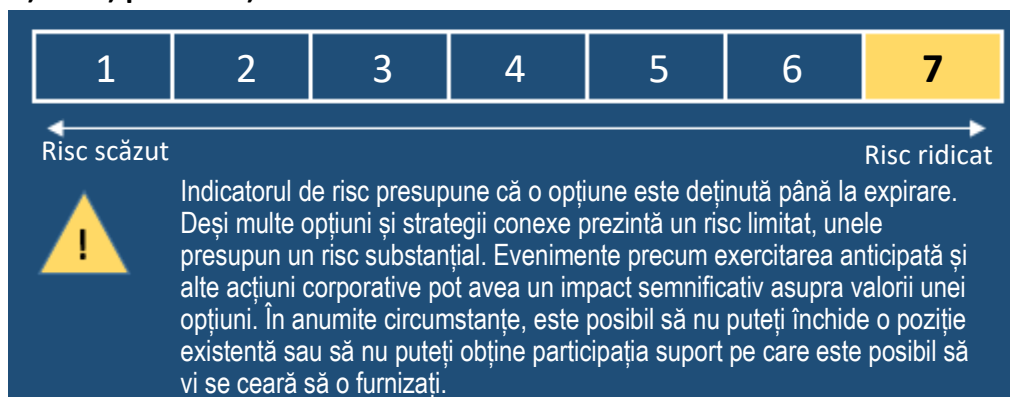 1 2 3 4 5 6 7
Risc scăzut Risc ridicat
!
Indicatorul de risc presupune că o opțiune este deținută până la expirare.
Deși multe opțiuni și strategii conexe prezintă un risc limitat, unele
presupun un risc substanțial. Evenimente precum exercitarea anticipată și
alte acțiuni corporative pot avea un impact semnificativ asupra valorii unei
opțiuni. În anumite circumstanțe, este posibil să nu puteți închide o poziție
existentă sau să nu puteți obține participația suport pe care este posibil să
vi se ceară să o furnizați.